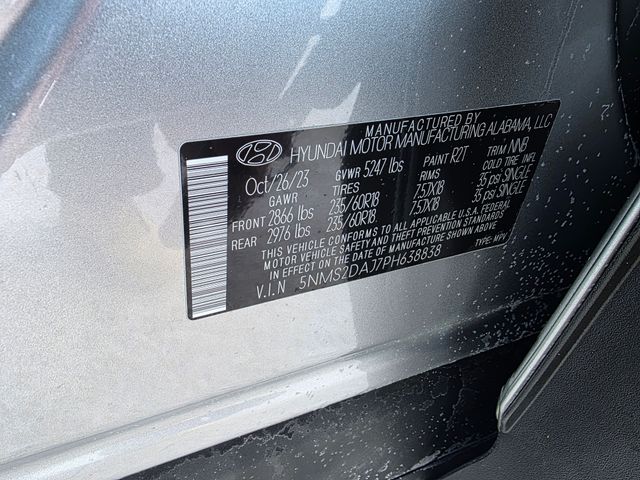 MANUFACTURED BY
HYUNDAI MOTOR MANUFACTURING ALABAMA, LLC
Oct/26/23 GVWR 5247 lbs PAINT R2T TRIM NNB
GAWR TIRES RIMS COLD TIRE INFL
FRONT 2866 lbs 235/60R18 7.5JX18 35 psi SINGLE
REAR 2976 lbs 235/60R18 7.5JX18 35 psi SINGLE
THIS VEHICLE CONFORMS TO ALL APPLICABLE U.S.A. FEDERAL
MOTOR VEHICLE SAFETY AND THEFT PREVENTION STANDARDS
IN EFFECT ON THE DATE OF MANUFACTURE SHOWN ABOVE
V.I.N 5NMS2DAJ7PH638838 TYPE: MPV